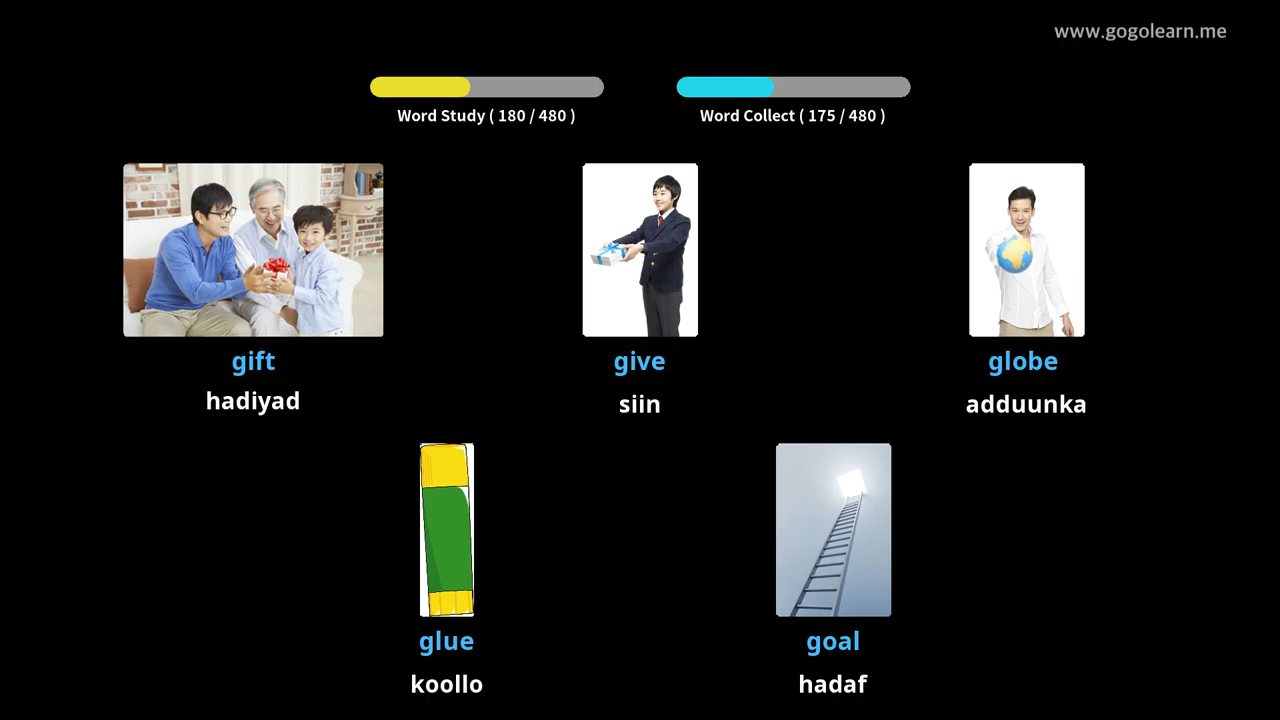 www.gogolearn.me
Word Study ( 180 / 480 )
Word Collect ( 175 / 480 )
gift
hadiyad
give
siin
globe
adduunka
glue
koollo
goal
hadaf